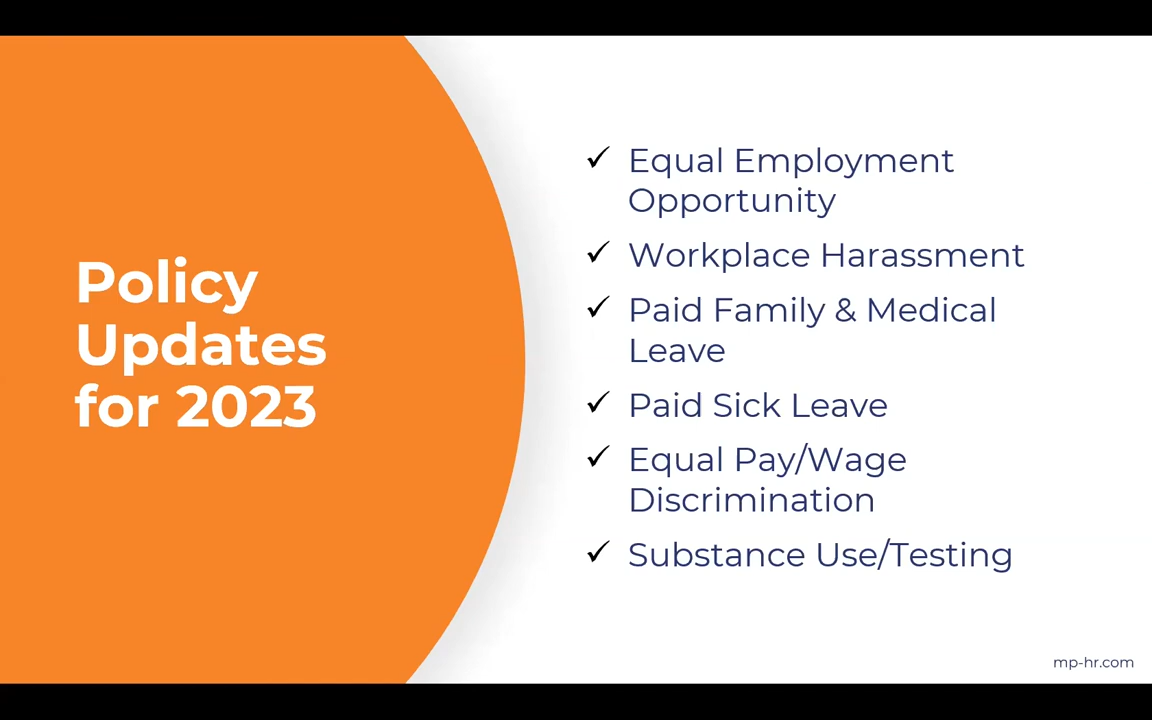 Policy
Updates
for 2023
✓ Equal Employment
Opportunity
✓ Workplace Harassment
✓ Paid Family & Medical
Leave
✓ Paid Sick Leave
✓ Equal Pay/Wage
Discrimination
✓ Substance Use/Testing
mp-hr.com